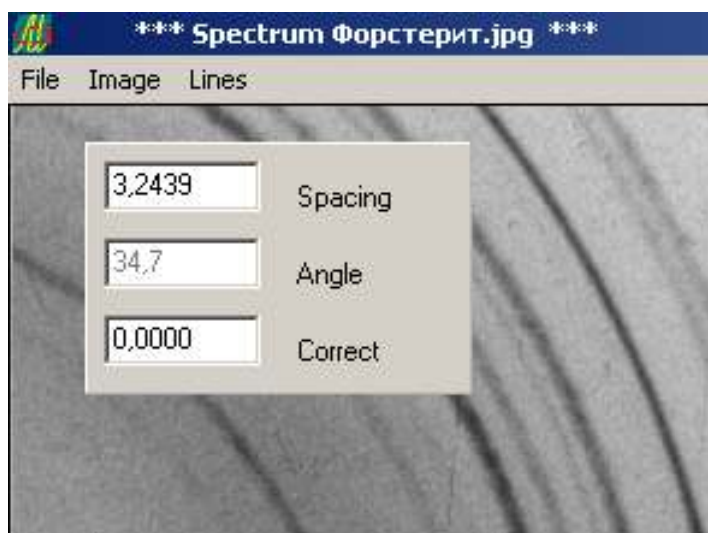 *** Spectrum Форстерит.jpg ***
File Image Lines
3,2439 Spacing
34,7 Angle
0,0000 Correct